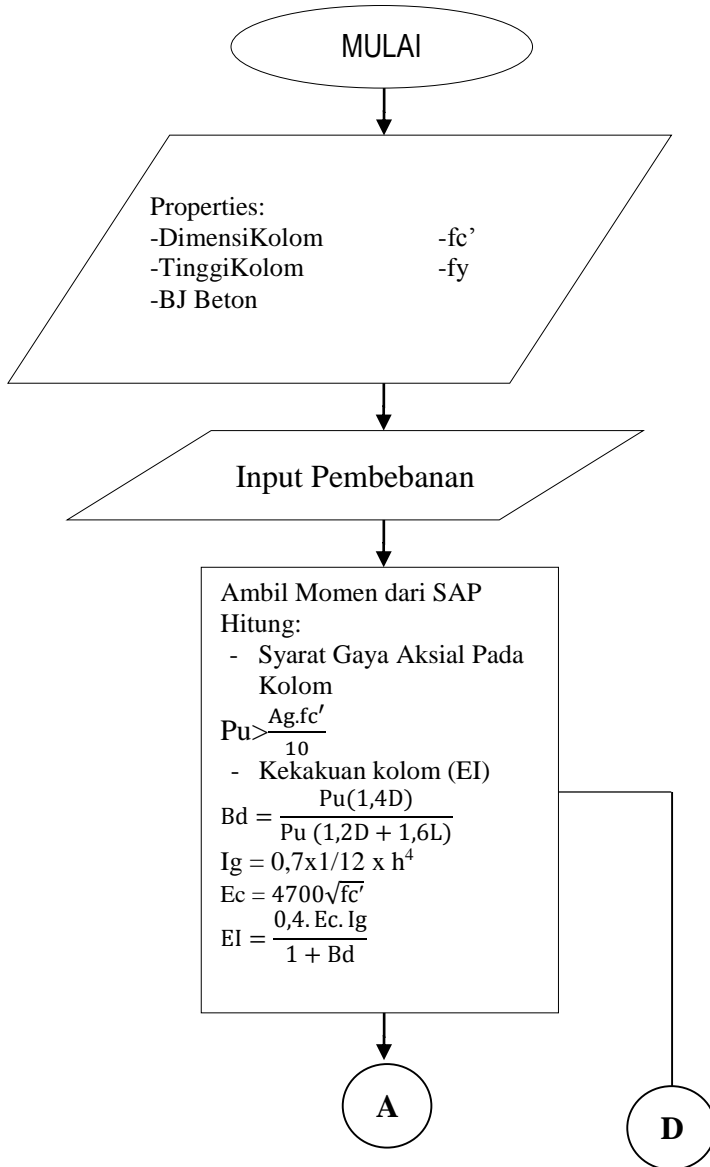 MULAI
Properties:
-DimensiKolom -fc’
-TinggiKolom -fy
-BJ Beton
Input Pembebanan
Ambil Momen dari SAP
Hitung:
- Syarat Gaya Aksial Pada
Kolom
Pu>Ag.fc′/10
- Kekakuan kolom (EI)
Bd = Pu(1,4D)/Pu (1,2D + 1,6L)
Ig = 0,7x1/12 x h⁴
Ec = 4700√fc′
EI = 0,4. Ec. Ig/1 + Bd
A
D